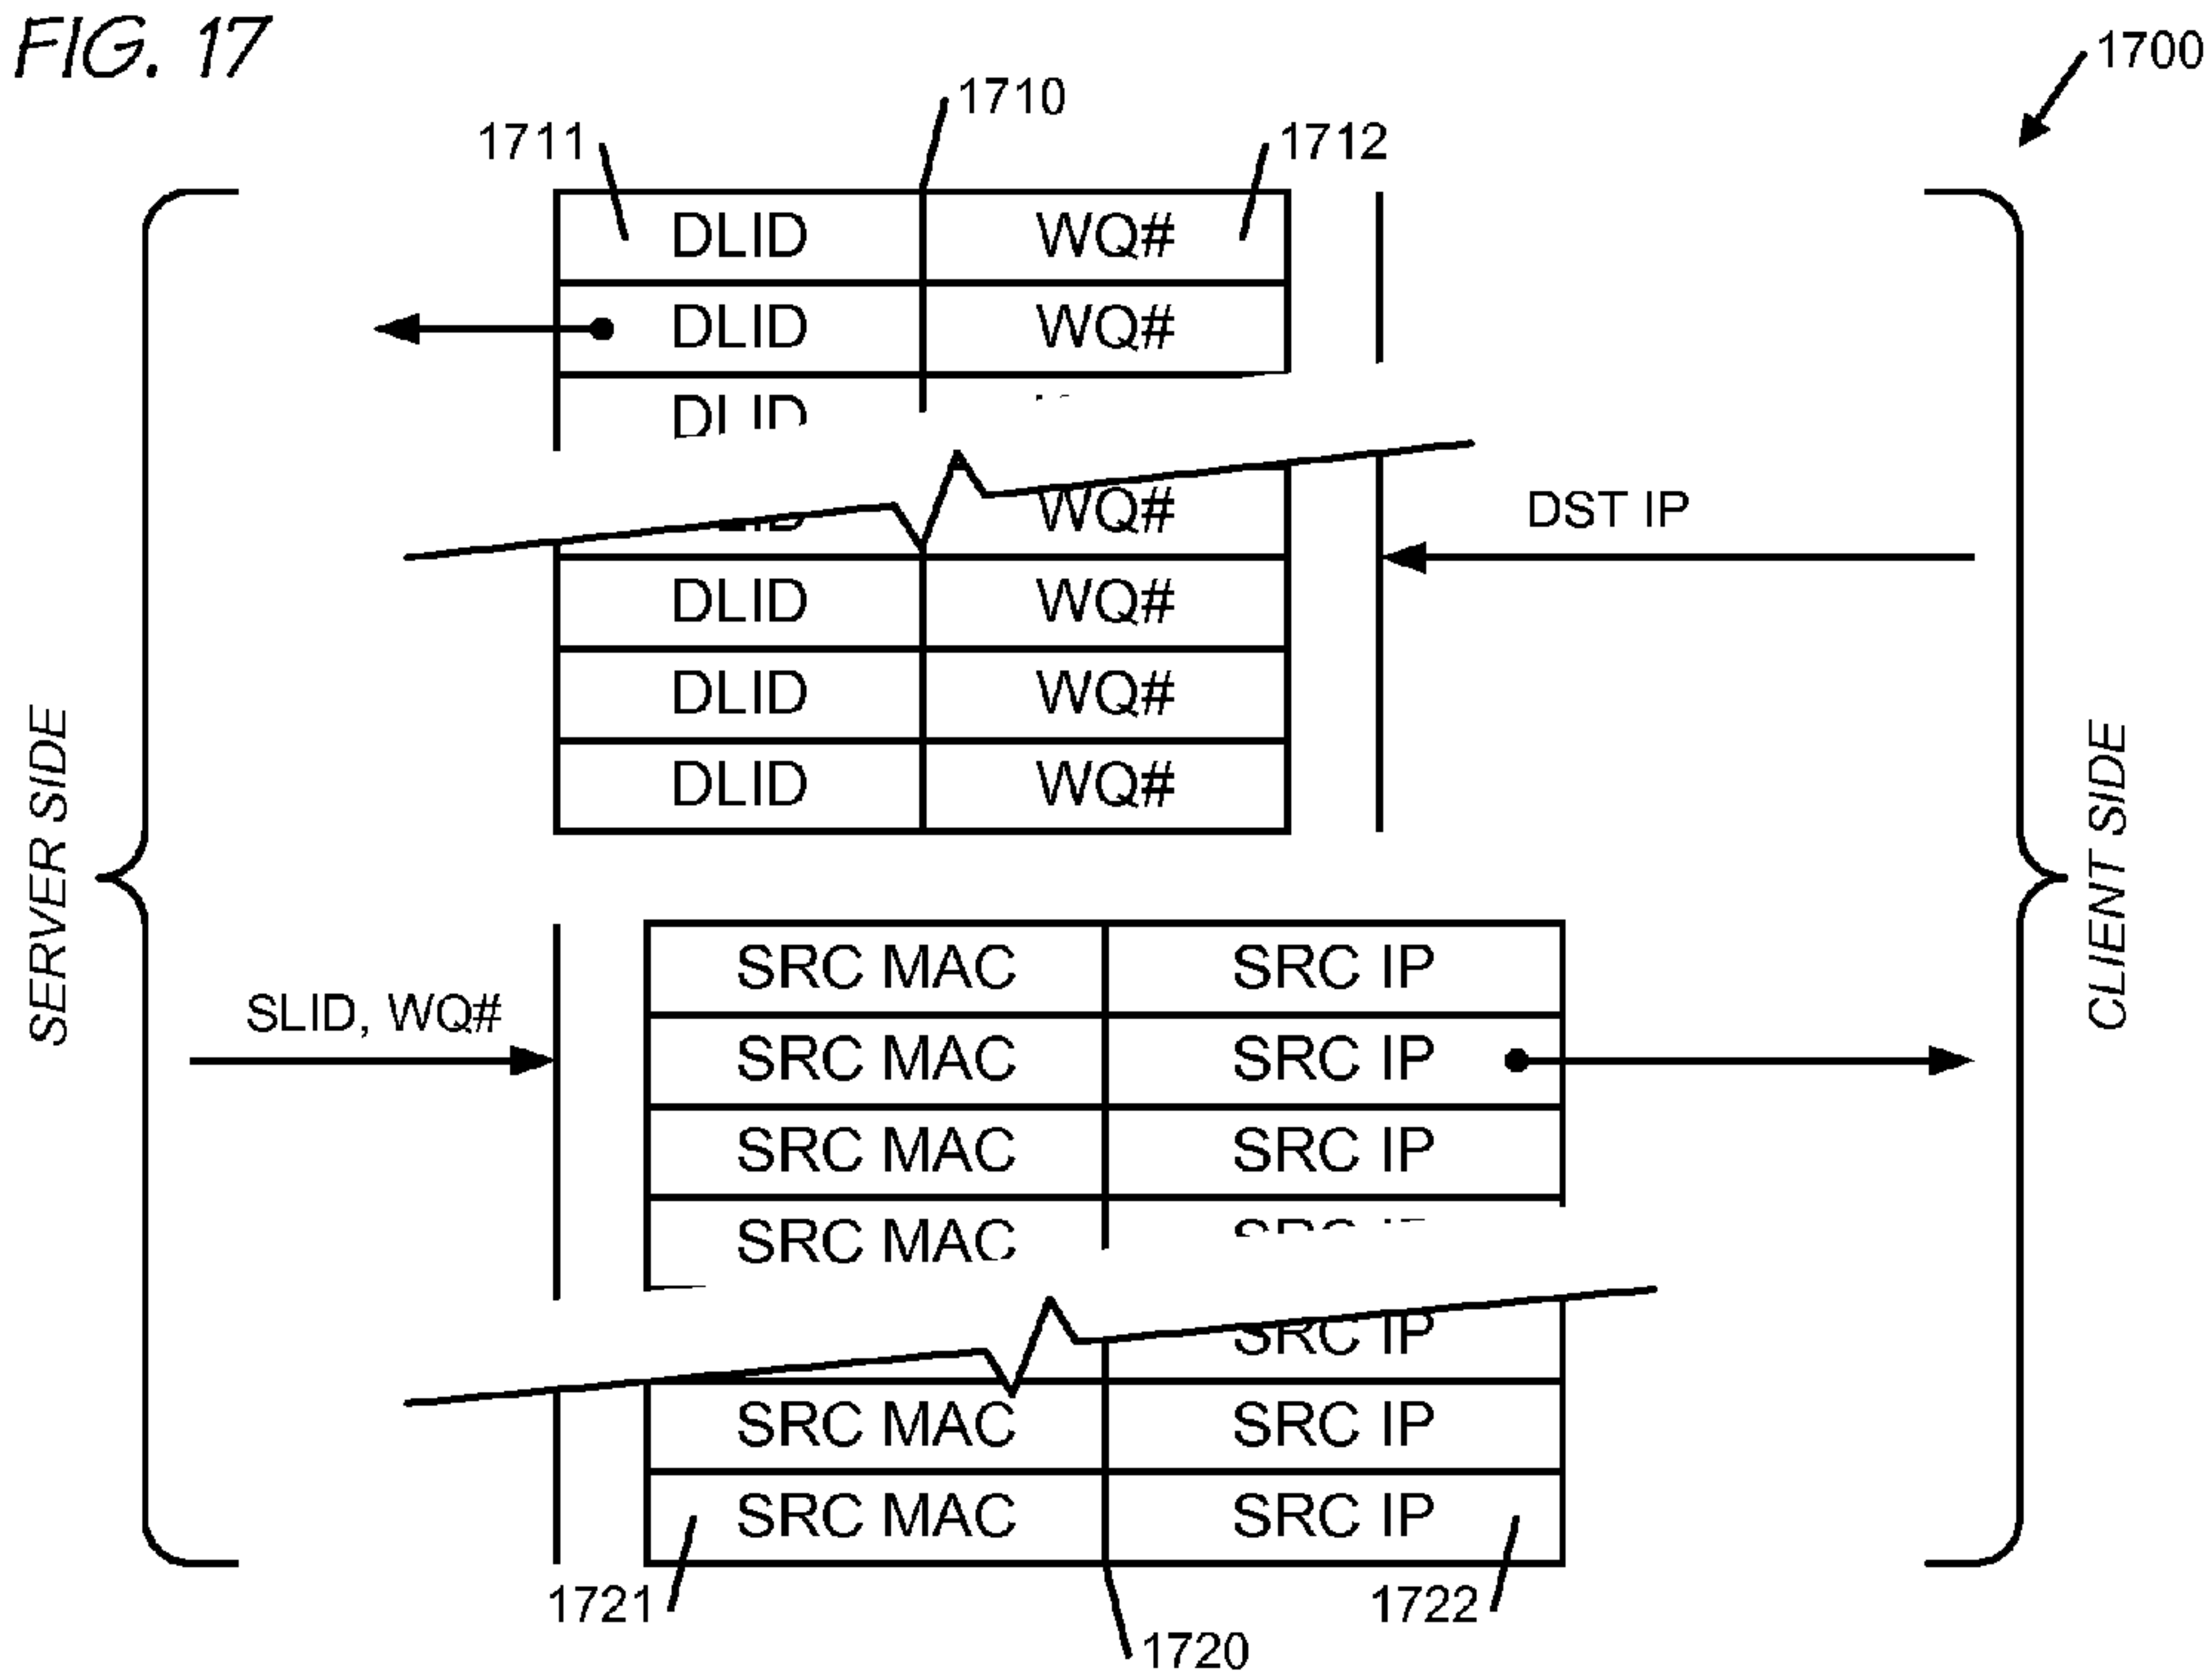 FIG. 17
1700
1710
1711 1712
DLID WQ#
DLID WQ#
DLID
WQ#
DST IP
DLID WQ#
DLID WQ#
DLID WQ#
SERVER SIDE
CLIENT SIDE
SRC MAC SRC IP
SLID, WQ#
SRC MAC SRC IP
SRC MAC SRC IP
SRC MAC
SRC IP
SRC MAC SRC IP
SRC MAC SRC IP
1721 1722
1720